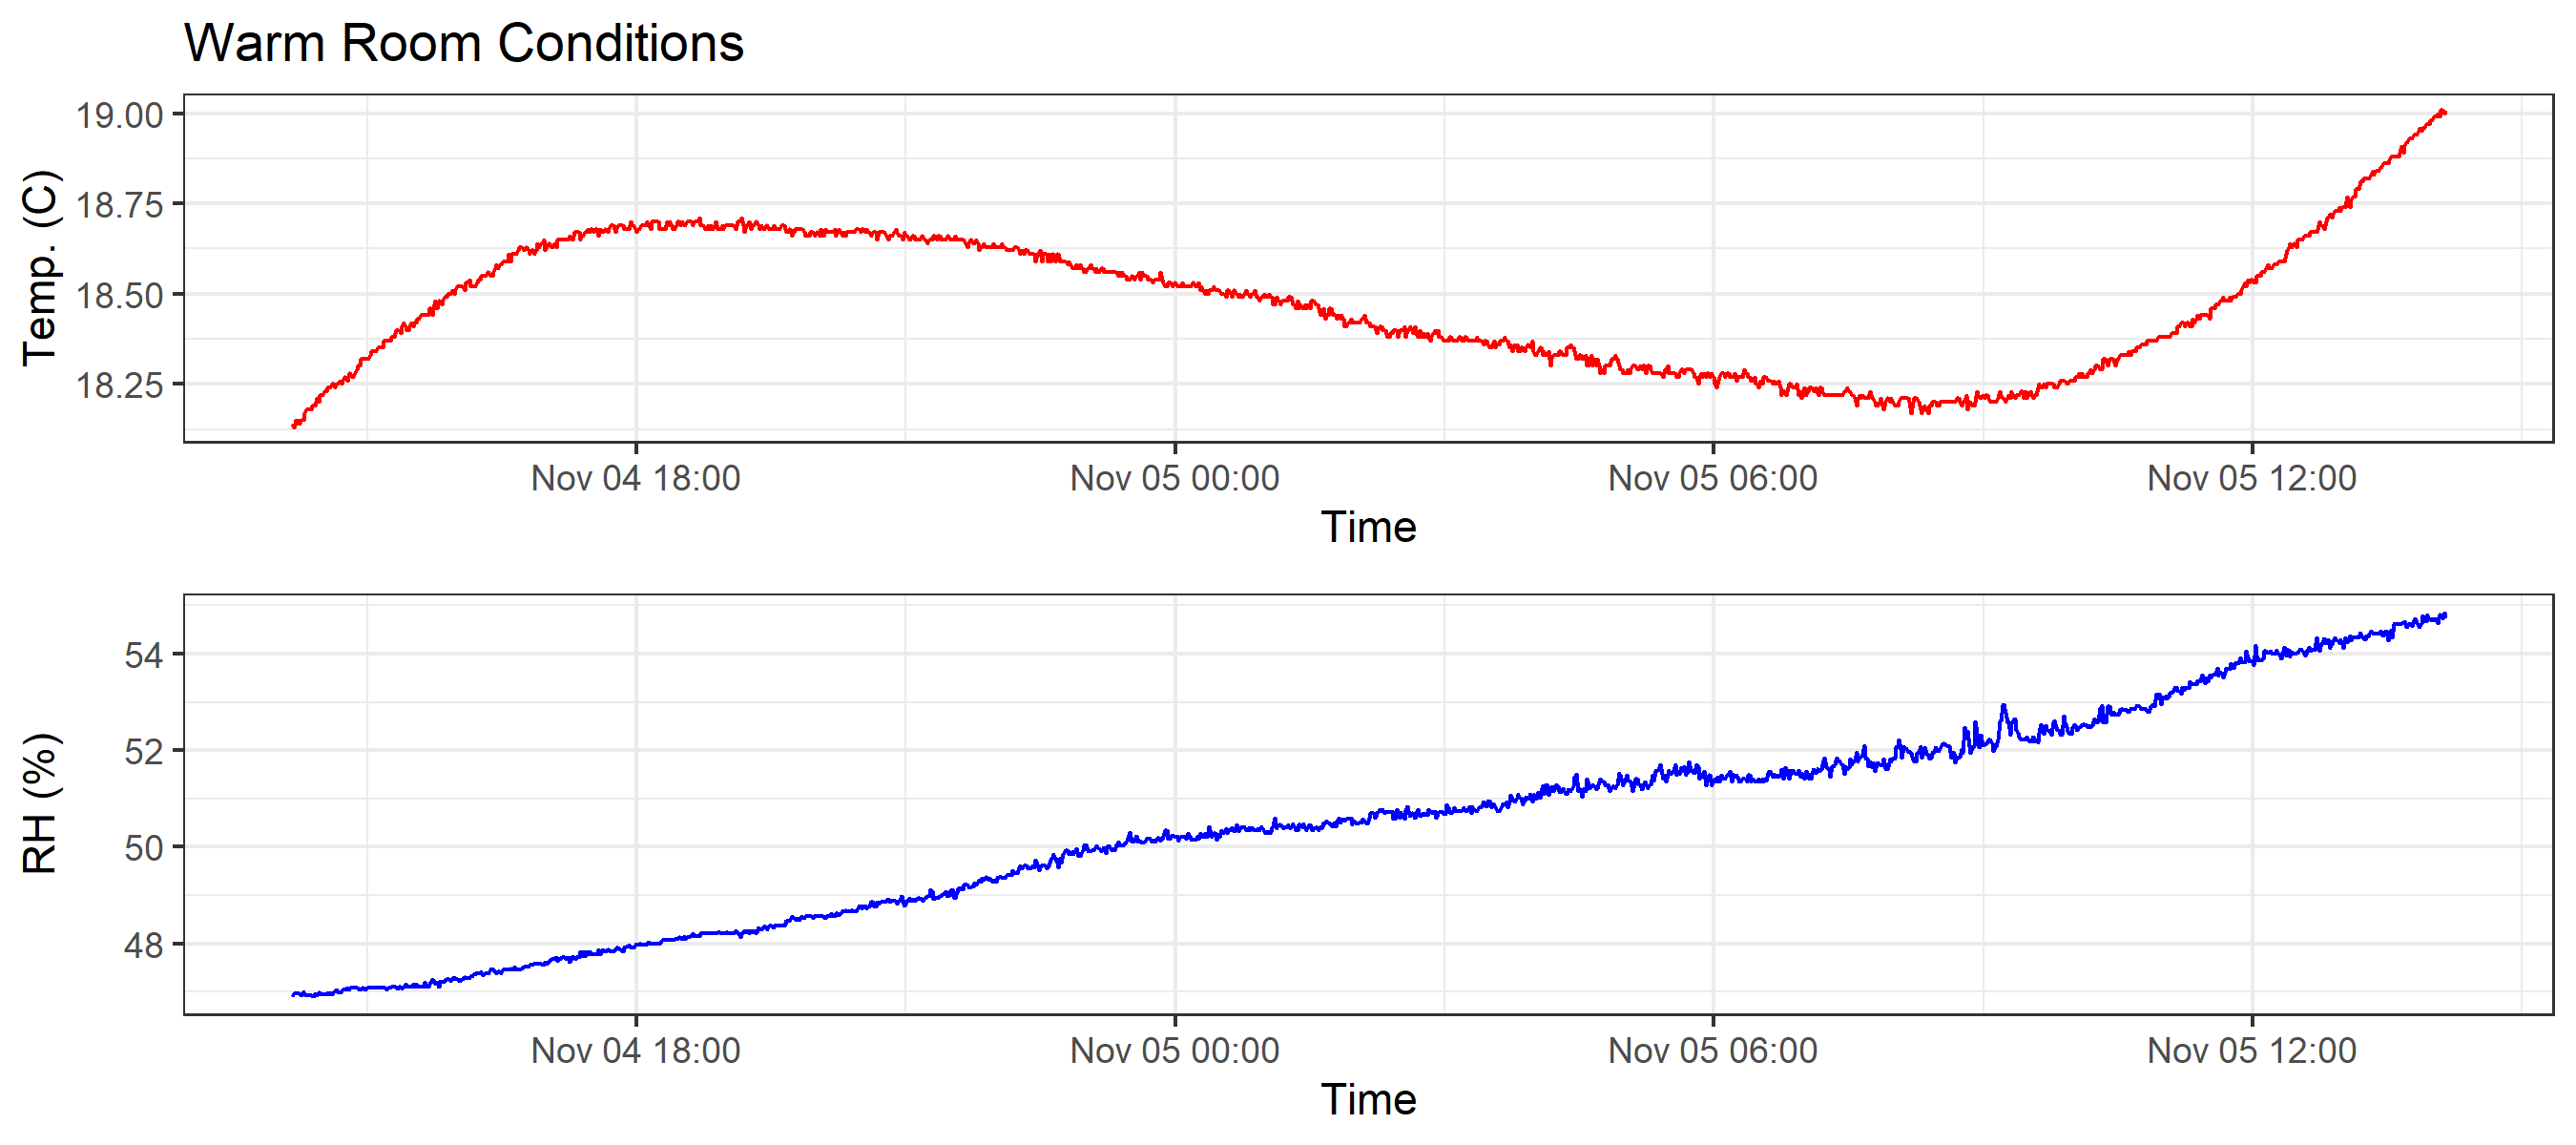 Warm Room Conditions
Temp. (C)
19.00
18.75
18.50
18.25
Nov 04 18:00 Nov 05 00:00 Nov 05 06:00 Nov 05 12:00
Time
RH (%)
54
52
50
48
Nov 04 18:00 Nov 05 00:00 Nov 05 06:00 Nov 05 12:00
Time